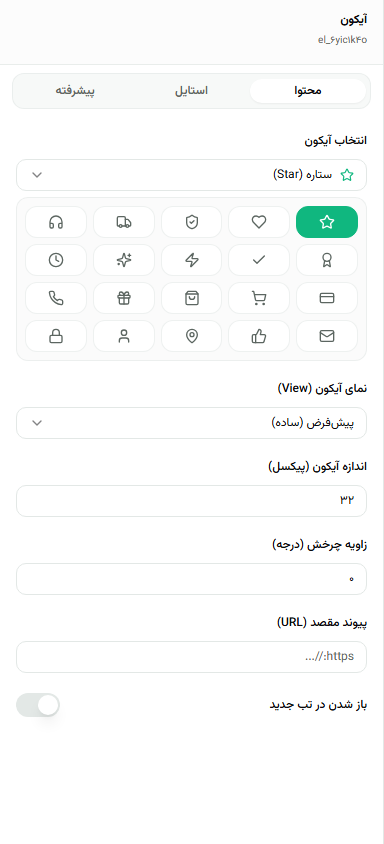 آیکون
el_۶yic۱k۴o
محتوا استایل پیشرفته
انتخاب آیکون
ستاره (Star)
نمای آیکون (View)
پیش‌فرض (ساده)
اندازه آیکون (پیکسل)
۳۲
زاویه چرخش (درجه)
۰
پیوند مقصد (URL)
https://...
باز شدن در تب جدید